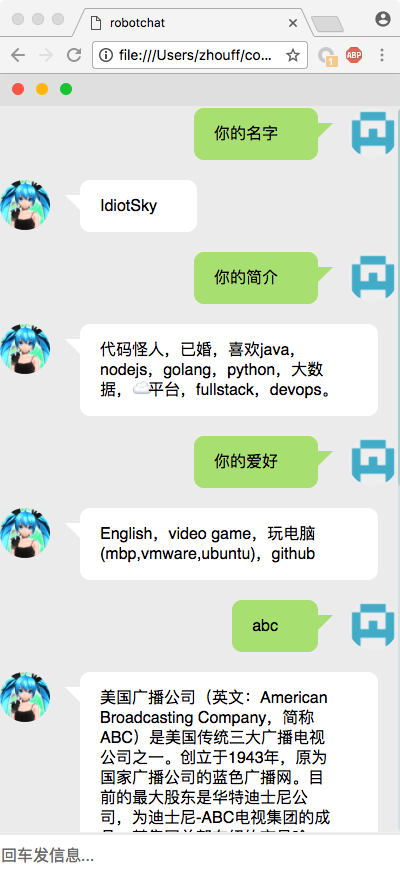 robotchat
file:///Users/zhouff/co...
1
ABP
你的名字
IdiotSky
你的简介
代码怪人，已婚，喜欢java，
nodejs，golang，python，大数
据，☁️平台，fullstack，devops。
你的爱好
English，video game，玩电脑
(mbp,vmware,ubuntu)，github
abc
美国广播公司（英文：American
Broadcasting Company，简称
ABC）是美国传统三大广播电视
公司之一。创立于1943年，原为
国家广播公司的蓝色广播网。目
前的最大股东是华特迪士尼公
司，为迪士尼-ABC电视集团的成
回车发信息...